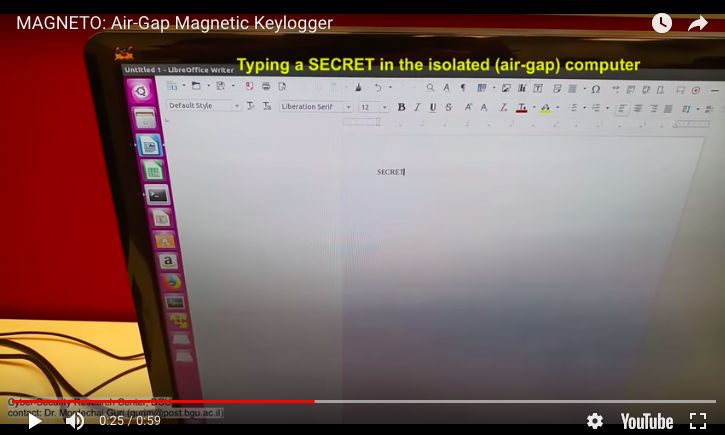 MAGNETO: Air-Gap Magnetic Keylogger
Typing a SECRET in the isolated (air-gap) computer
Untitled 1 - LibreOffice Writer
Default Style
Liberation Serif
12
SECRET
Cyber Security Research Center, BGU
contact: Dr. Mordechai Guri (gurim@post.bgu.ac.il)
0:25 / 0:59
YouTube